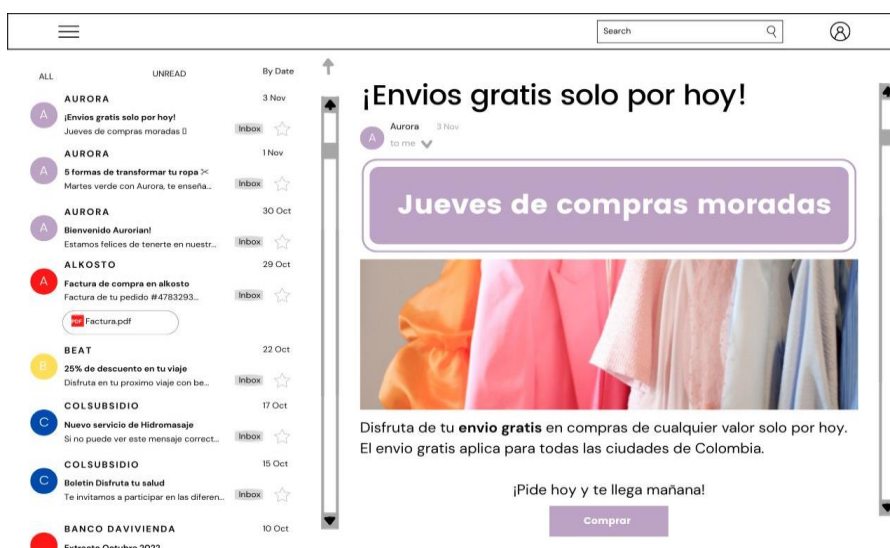 Search
ALL UNREAD By Date
AURORA 3 Nov
A
¡Envios gratis solo por hoy!
Jueves de compras moradas Inbox
AURORA 1 Nov
A
5 formas de transformar tu ropa
Martes verde con Aurora, te enseña... Inbox
AURORA 30 Oct
A
Bienvenido Aurorian!
Estamos felices de tenerte en nuestr... Inbox
ALKOSTO 29 Oct
A
Factura de compra en alkosto
Factura de tu pedido #4783293... Inbox
PDF Factura.pdf
BEAT 22 Oct
B
25% de descuento en tu viaje
Disfruta en tu proximo viaje con be... Inbox
COLSUBSIDIO 17 Oct
C
Nuevo servicio de Hidromasaje
Si no puede ver este mensaje correct... Inbox
COLSUBSIDIO 15 Oct
C
Boletin Disfruta tu salud
Te invitamos a participar en las diferen... Inbox
BANCO DAVIVIENDA 10 Oct
Extracto Octubre 2022
¡Envios gratis solo por hoy!
A
Aurora 3 Nov
to me
Jueves de compras moradas
Disfruta de tu envio gratis en compras de cualquier valor solo por hoy.
El envio gratis aplica para todas las ciudades de Colombia.
¡Pide hoy y te llega mañana!
Comprar